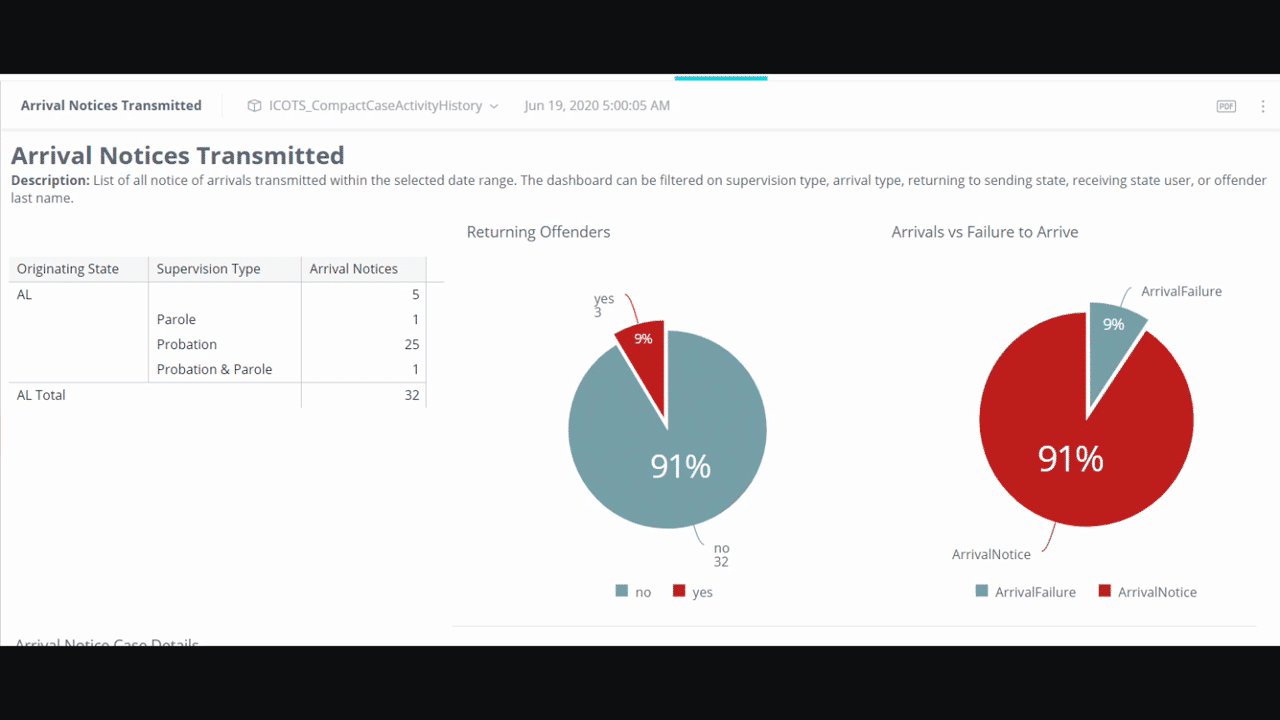 Arrival Notices Transmitted ICOTS_CompactCaseActivityHistory Jun 19, 2020 5:00:05 AM PDF
Arrival Notices Transmitted
Description: List of all notice of arrivals transmitted within the selected date range. The dashboard can be filtered on supervision type, arrival type, returning to sending state, receiving state user, or offender
last name.
Originating State Supervision Type Arrival Notices
AL 5
Parole 1
Probation 25
Probation & Parole 1
AL Total 32
Returning Offenders
yes
3
9%
91%
no
32
no yes
Arrivals vs Failure to Arrive
ArrivalFailure
9%
91%
ArrivalNotice
ArrivalFailure ArrivalNotice
Arrival Notice Case Details